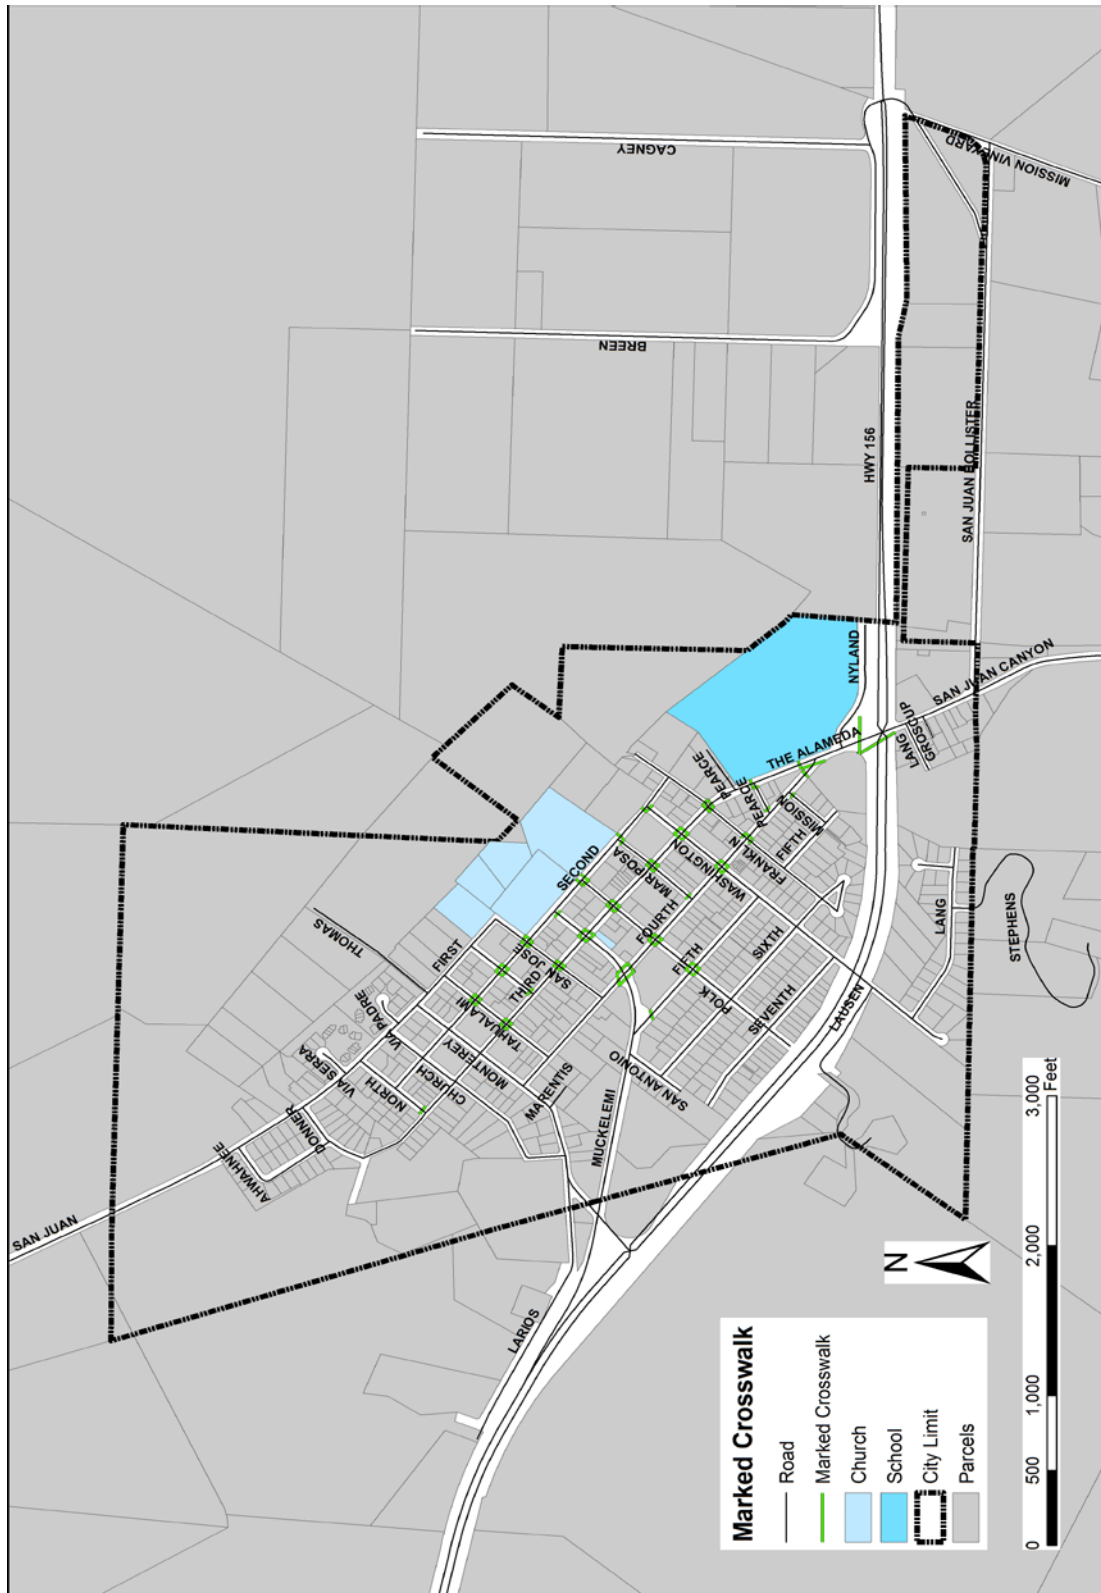 CAGNEY
BREEN
HWY 156
MISSION VINEYARD
SAN JUAN HOLLISTER
NYLAND
SAN JUAN CANYON
GROSCUP
LANG
THE ALAMEDA
PEARCE
PEARCE
MISSION
FIFTH
FRANKLIN
WASHINGTON
MARIPOSA
SECOND
FOURTH
FIFTH
SIXTH
SEVENTH
POLK
LAUSEN
LANG
STEPHENS
THOMAS
FIRST
SAN JOSE
THIRD
TAHUALAMI
VIA PADRE
MONTEREY
CHURCH
VIA SERRA
NORTH
MARENTIS
SAN ANTONIO
MUCKELEMI
DONNER
AHWAHNEE
SAN JUAN
LARIOS
N
Marked Crosswalk
Road
Marked Crosswalk
Church
School
City Limit
Parcels
0 500 1,000 2,000 3,000
Feet